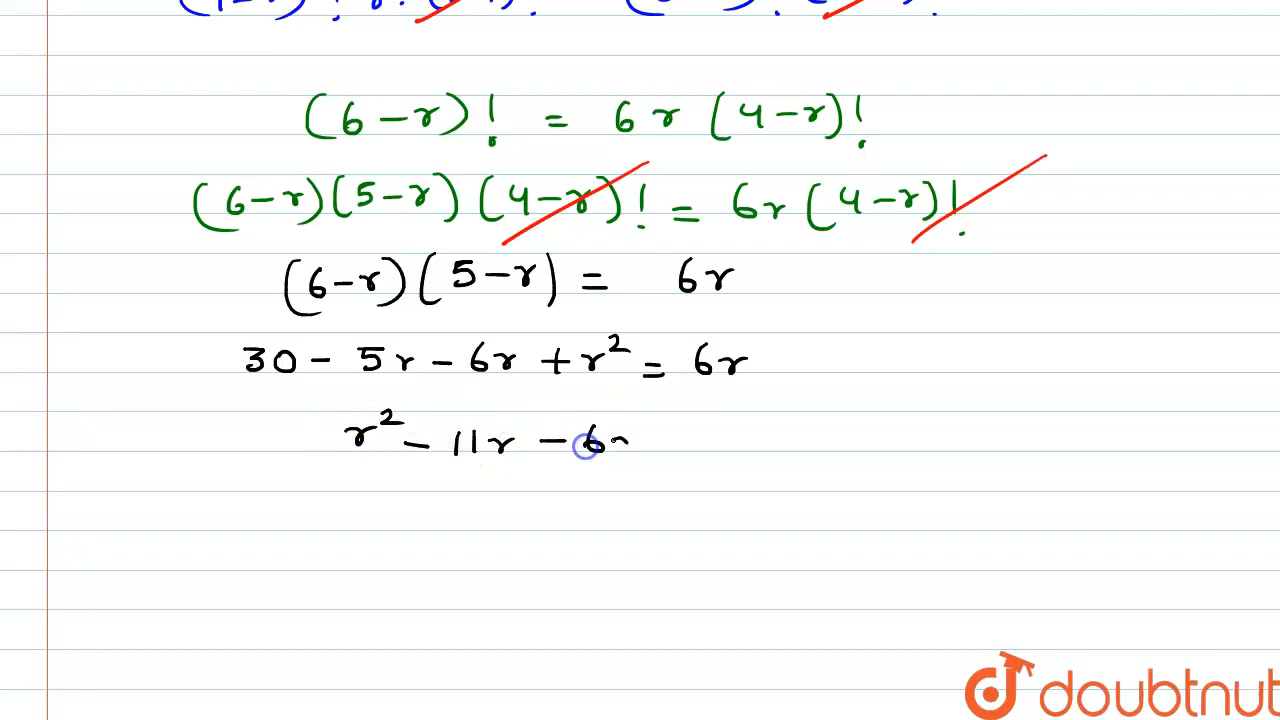 (6-r)! = 6r(4-r)!
(6-r)(5-r)(4-r)! = 6r(4-r)!
(6-r)(5-r) = 6r
30 - 5r - 6r + r² = 6r
r² - 11r - 6r
doubtnut